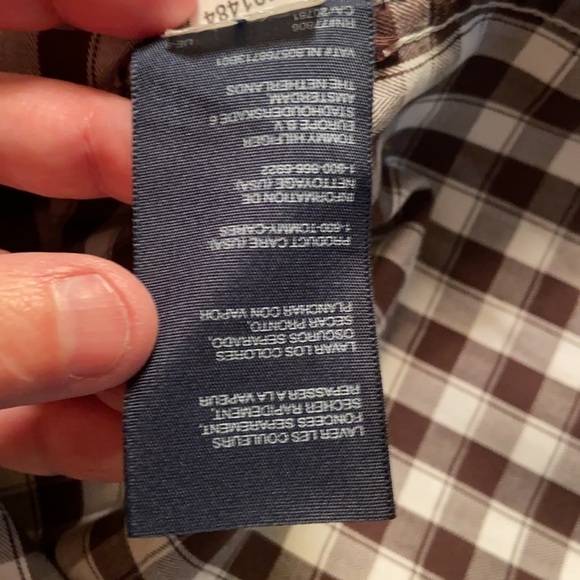 LAVER LES COULEURS
FONCÉES SEPAREMENT.
SECHER RAPIDEMENT.
REPASSER A LA VAPEUR
LAVAR LOS COLORES
OSCUROS SEPARADO,
SECAR PRONTO,
PLANCHAR CON VAPOR
PRODUCT CARE (USA):
1-800-TOMMY-CARES
INFORMATION DE
NETTOYAGE (USA):
1-800-866-6922
TOMMY HILFIGER
EUROPE B.V.
STADHOUDERSKADE 6
AMSTERDAM
THE NETHERLANDS
VAT#